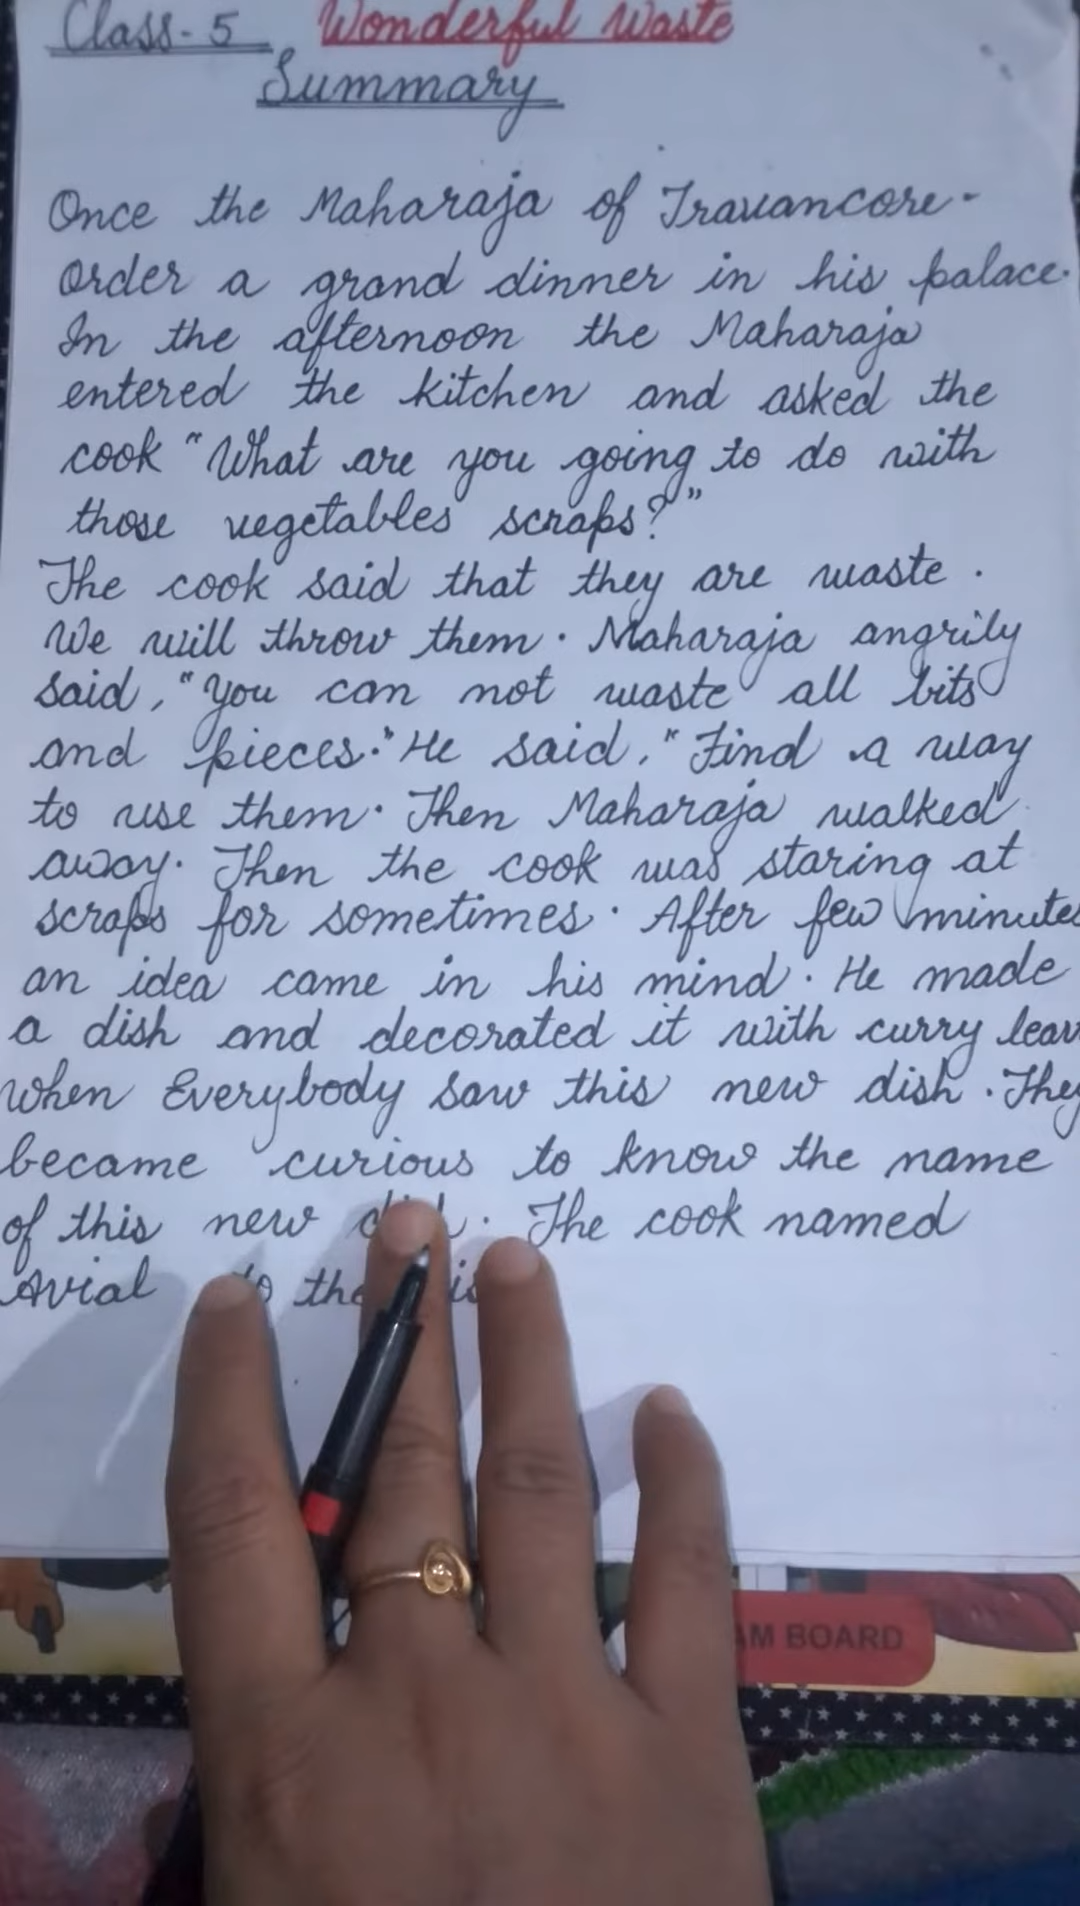 Class-5 Wonderful Waste
Summary
Once the Maharaja of Travancore-
order a grand dinner in his palace.
In the afternoon the Maharaja
entered the kitchen and asked the
cook "What are you going to do with
those vegetables scraps?"
The cook said that they are waste.
We will throw them. Maharaja angrily
said, "You can not waste all bits
and pieces." He said, "Find a way
to use them. Then Maharaja walked
away. Then the cook was staring at
scraps for sometimes. After few minutes
an idea came in his mind. He made
a dish and decorated it with curry leav
when Everybody saw this new dish. They
became curious to know the name
of this new . The cook named
Avial to the
AM BOARD